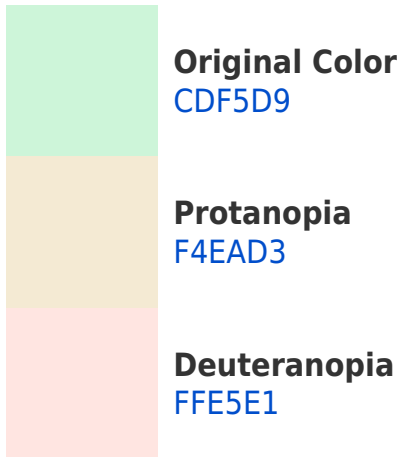 Original Color
CDF5D9
Protanopia
F4EAD3
Deuteranopia
FFE5E1